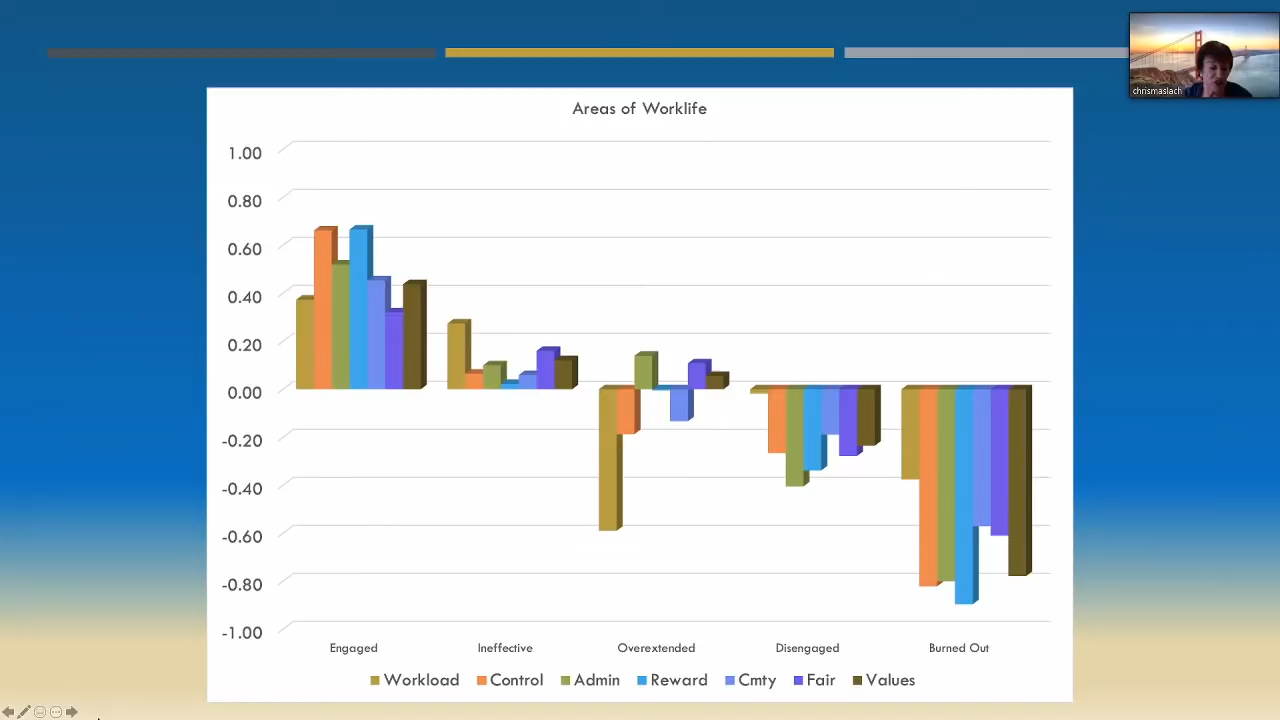 chrismaslach
Areas of Worklife
1.00
0.80
0.60
0.40
0.20
0.00
-0.20
-0.40
-0.60
-0.80
-1.00
Engaged Ineffective Overextended Disengaged Burned Out
Workload Control Admin Reward Cmty Fair Values